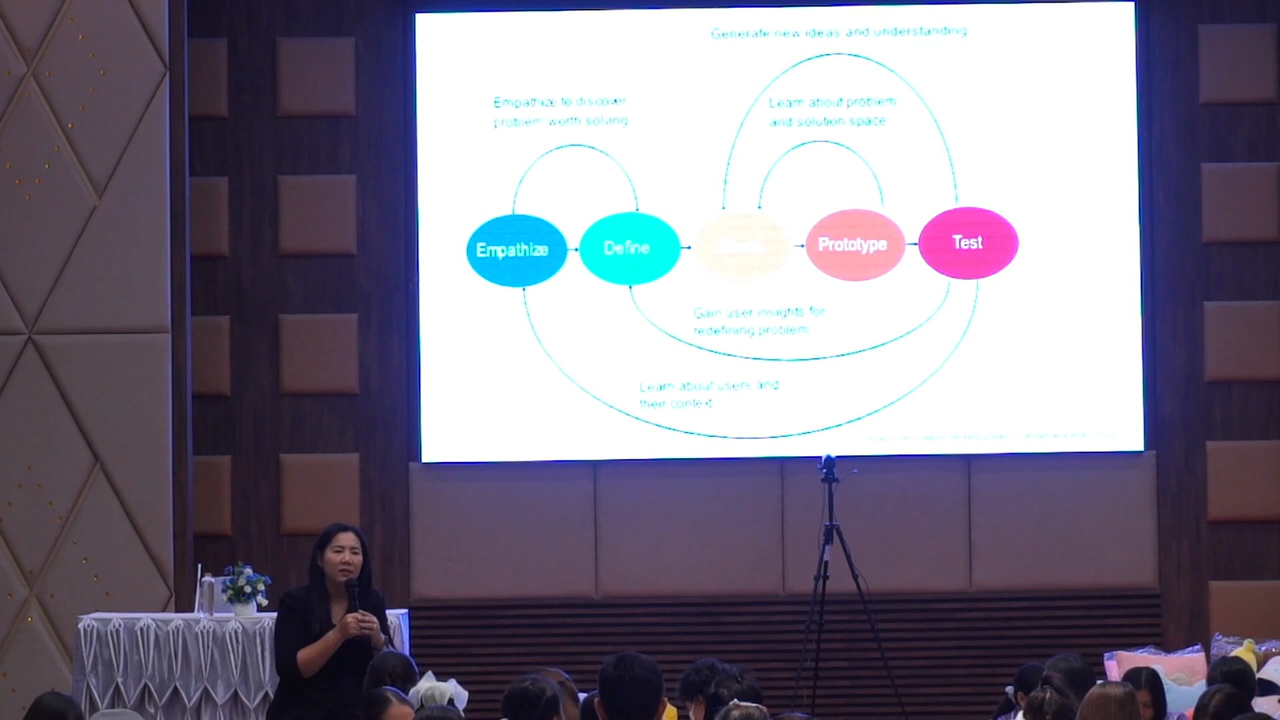 Generate new ideas and understanding
Empathize to discover
problem worth solving
Learn about problem
and solution space
Empathize
Define
Prototype
Test
Gain user insights for
redefining problem
Learn about users and
their context